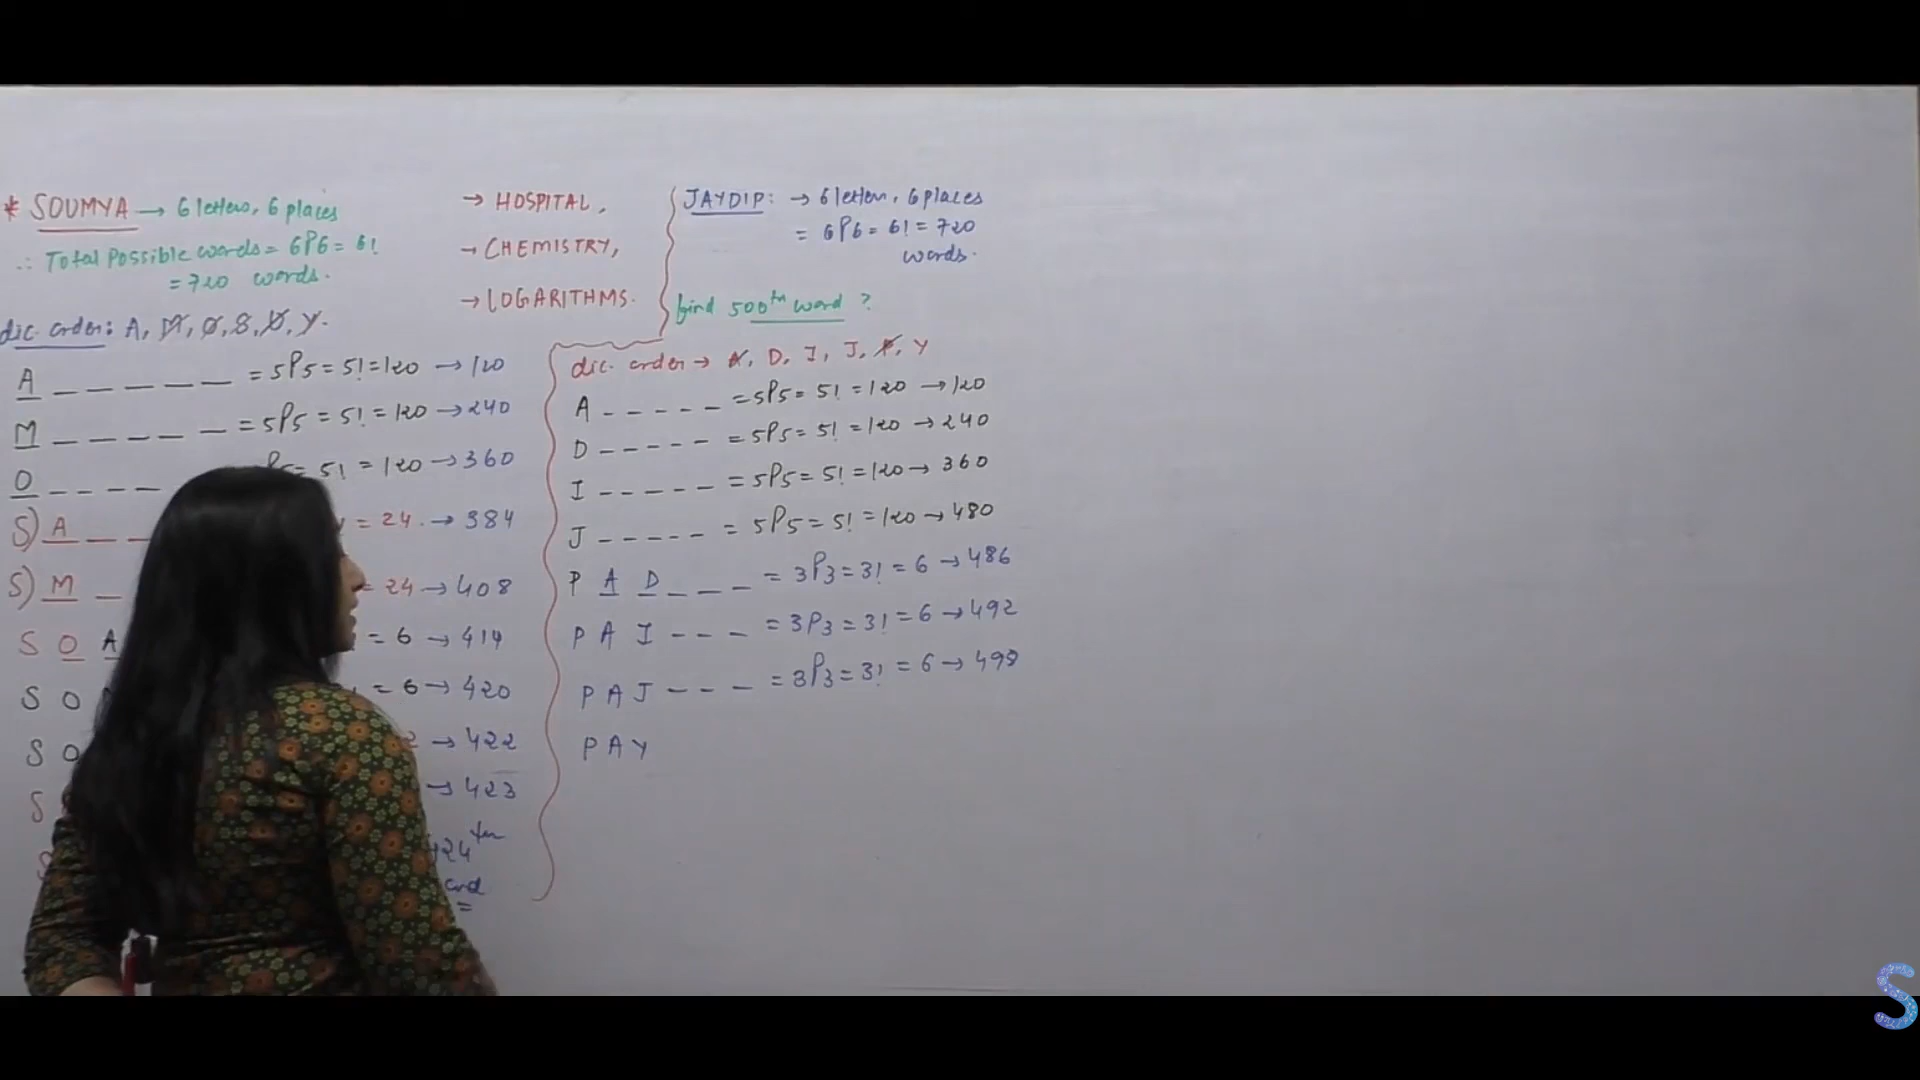 * SOUMYA → 6 letters, 6 places
∴ Total Possible words = 6P6 = 6!
= 720 words.
dic. order: A, M, O, S, U, Y.
A _ _ _ _ _ = 5P5 = 5! = 120 → 120
M _ _ _ _ _ = 5P5 = 5! = 120 → 240
O _ _ _ _ = 5! = 120 → 360
S) A _ _ = 24. → 384
S) M _ = 24 → 408
S O A = 6 → 414
S O = 6 → 420
S O → 422
S → 423
424th
→ HOSPITAL,
→ CHEMISTRY,
→ LOGARITHMS.
JAYDIP: → 6 letters, 6 places
= 6P6 = 6! = 720
words.
find 500th word ?
dic. order → A, D, I, J, P, Y
A - - - - - = 5P5 = 5! = 120 → 120
D - - - - - = 5P5 = 5! = 120 → 240
I - - - - - = 5P5 = 5! = 120 → 360
J - - - - - = 5P5 = 5! = 120 → 480
P A D _ _ _ = 3P3 = 3! = 6 → 486
P A I - - - = 3P3 = 3! = 6 → 492
P A J - - - = 3P3 = 3! = 6 → 498
P A Y
S